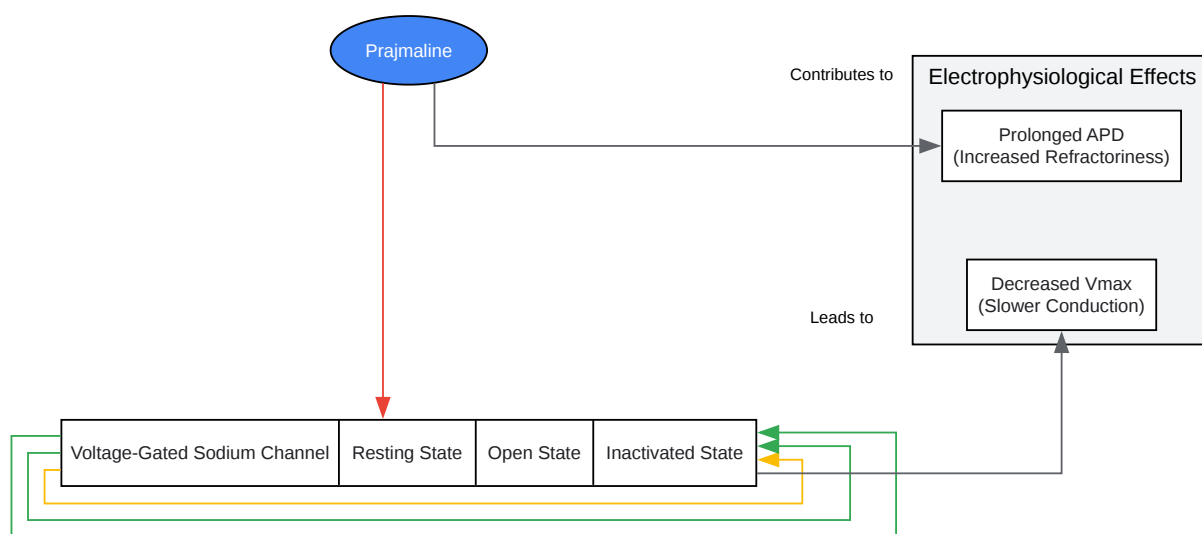 Prajmaline
Contributes to
Electrophysiological Effects
Prolonged APD
(Increased Refractoriness)
Decreased Vmax
(Slower Conduction)
Leads to
Voltage-Gated Sodium Channel
Resting State
Open State
Inactivated State